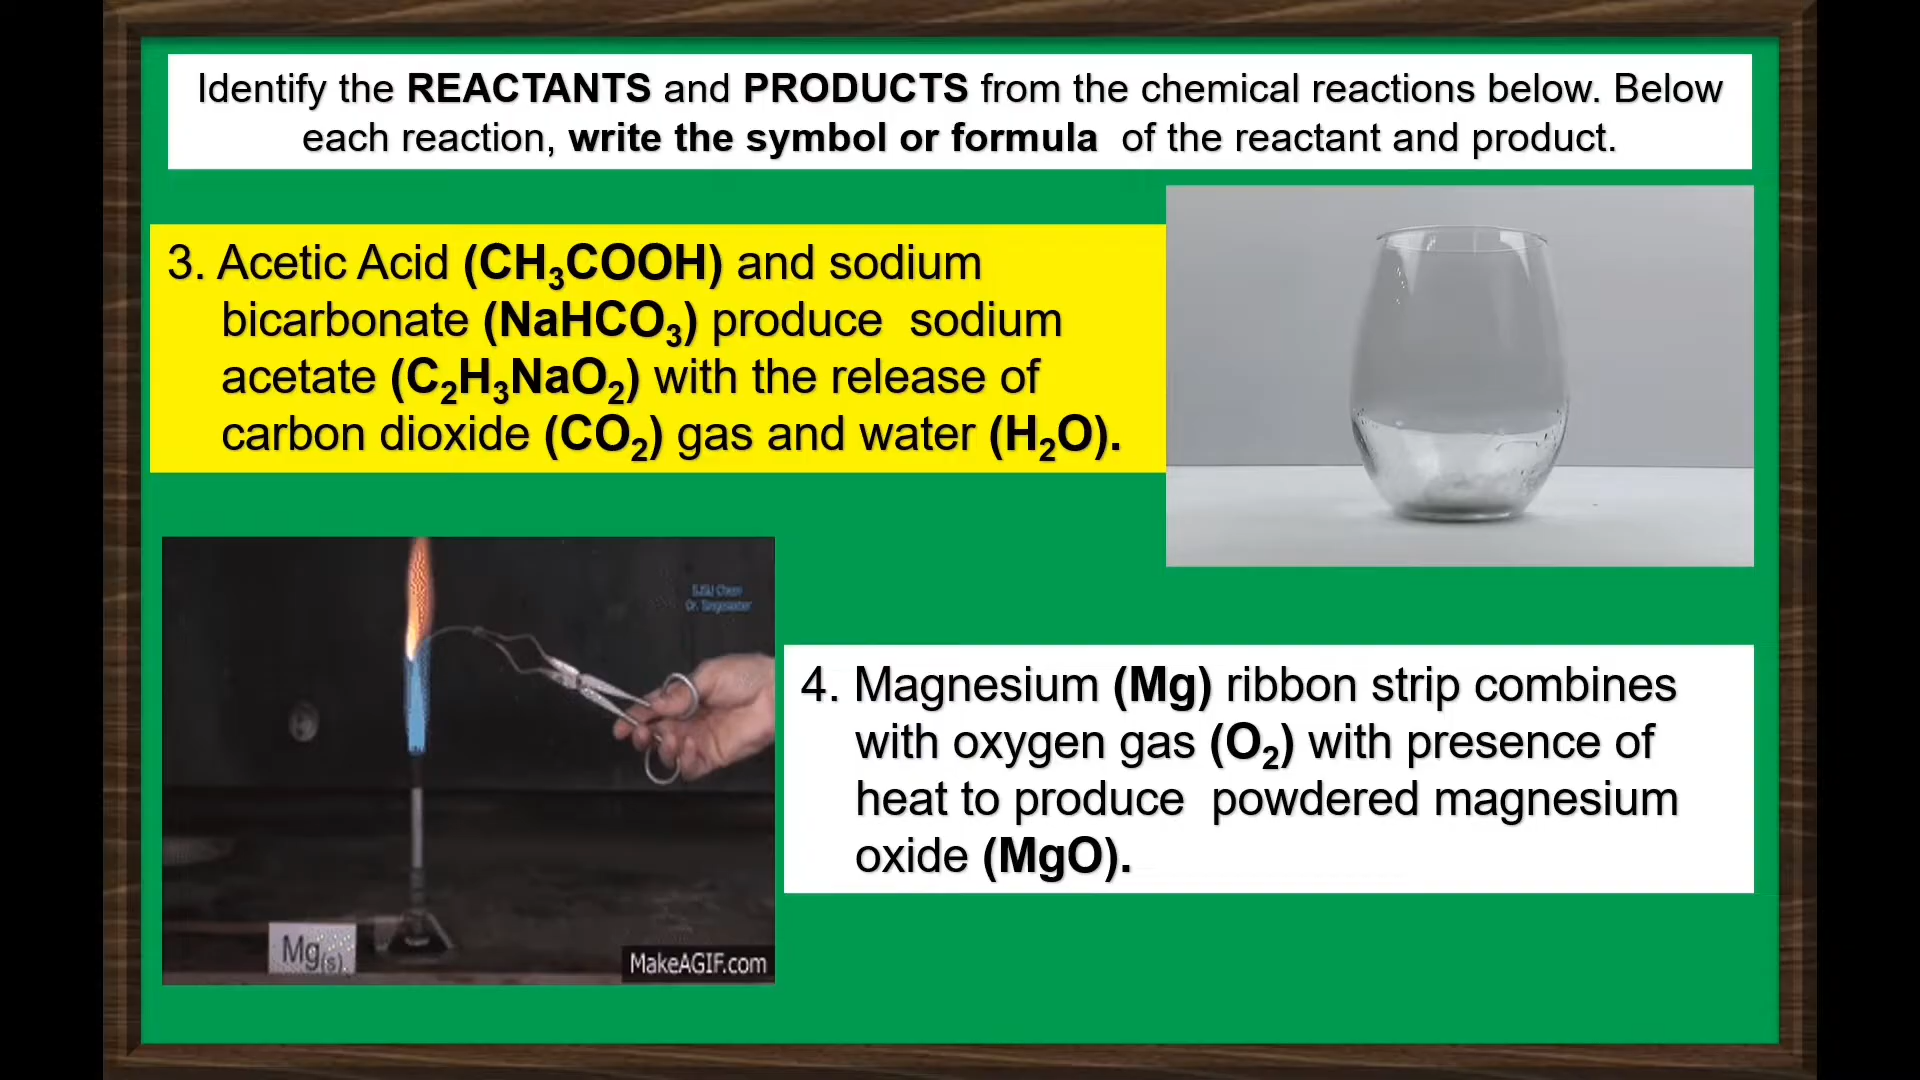 Identify the REACTANTS and PRODUCTS from the chemical reactions below. Below
each reaction, write the symbol or formula of the reactant and product.
3. Acetic Acid (CH₃COOH) and sodium
bicarbonate (NaHCO₃) produce sodium
acetate (C₂H₃NaO₂) with the release of
carbon dioxide (CO₂) gas and water (H₂O).
SJSU Chem
4. Magnesium (Mg) ribbon strip combines
with oxygen gas (O₂) with presence of
heat to produce powdered magnesium
oxide (MgO).
Mg(s)
MakeAGIF.com